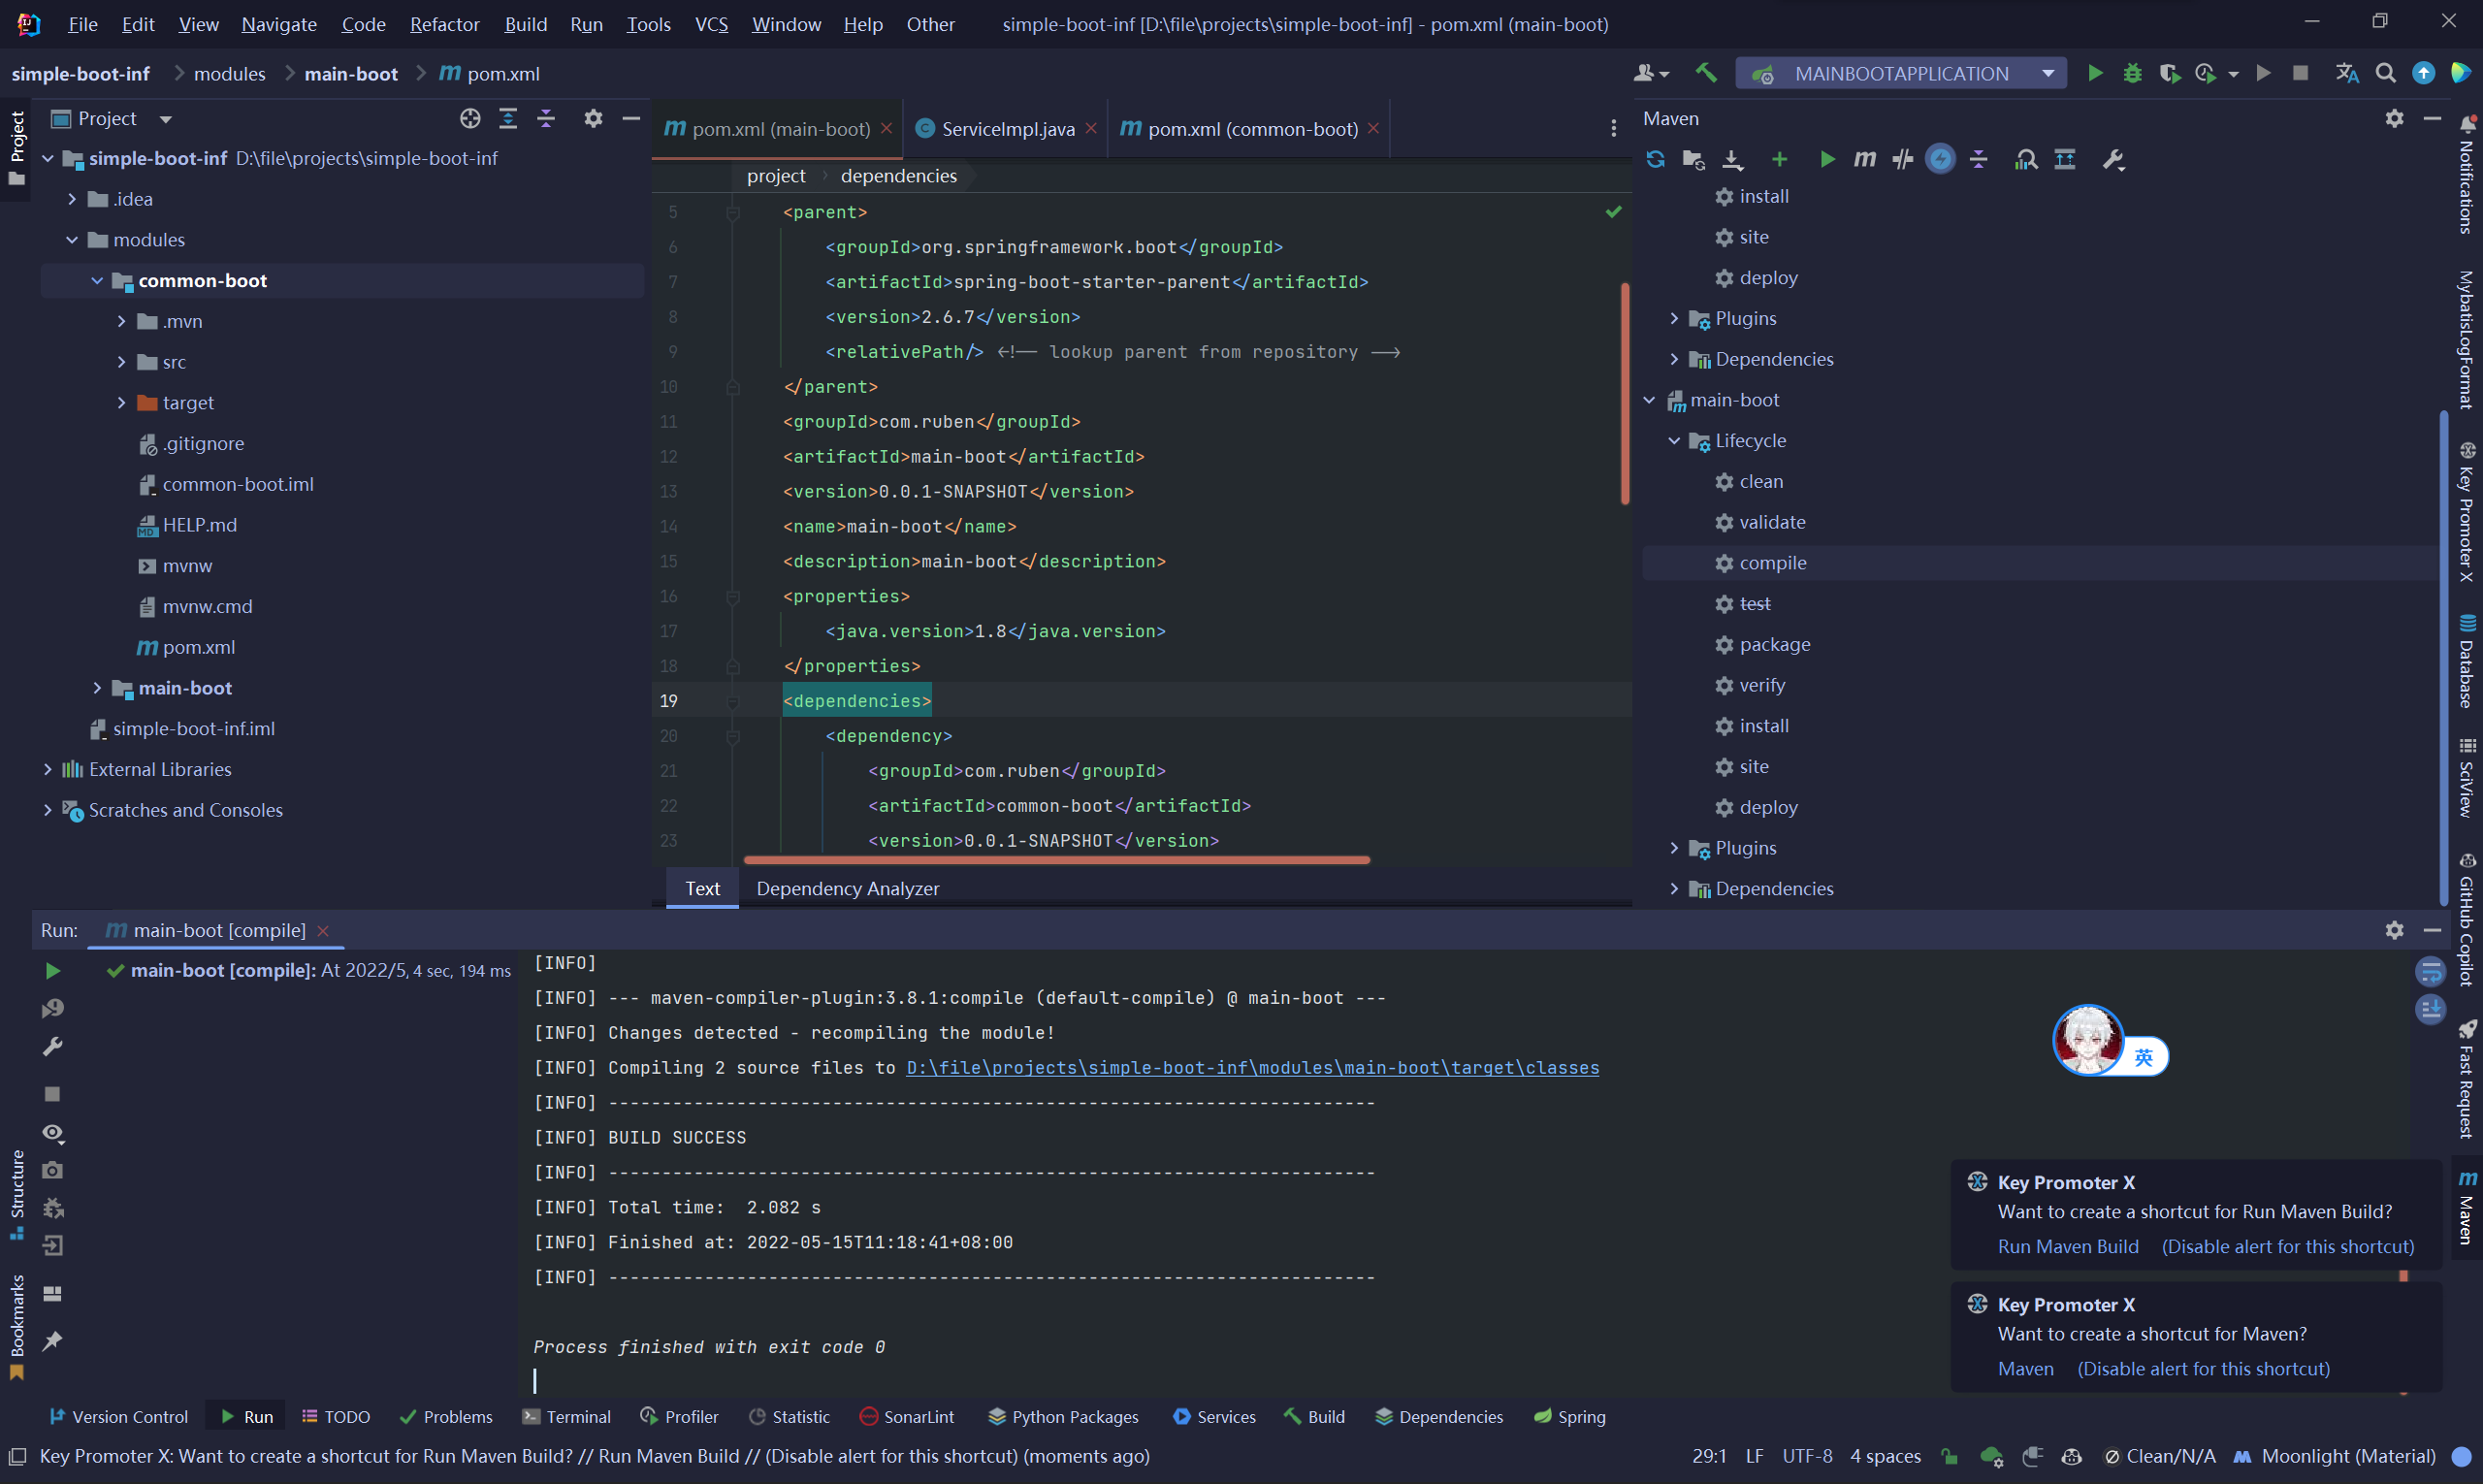 File Edit View Navigate Code Refactor Build Run Tools VCS Window Help Other simple-boot-inf [D:\file\projects\simple-boot-inf] - pom.xml (main-boot)
simple-boot-inf modules main-boot m pom.xml
MAINBOOTAPPLICATION
Project
simple-boot-inf D:\file\projects\simple-boot-inf
.idea
modules
common-boot
.mvn
src
target
.gitignore
common-boot.iml
HELP.md
mvnw
mvnw.cmd
m pom.xml
main-boot
simple-boot-inf.iml
External Libraries
Scratches and Consoles
Project
Structure
Bookmarks
m pom.xml (main-boot) C ServiceImpl.java m pom.xml (common-boot)
project dependencies
5 <parent>
6 <groupId>org.springframework.boot</groupId>
7 <artifactId>spring-boot-starter-parent</artifactId>
8 <version>2.6.7</version>
9 <relativePath/> <!-- lookup parent from repository -->
10 </parent>
11 <groupId>com.ruben</groupId>
12 <artifactId>main-boot</artifactId>
13 <version>0.0.1-SNAPSHOT</version>
14 <name>main-boot</name>
15 <description>main-boot</description>
16 <properties>
17 <java.version>1.8</java.version>
18 </properties>
19 <dependencies>
20 <dependency>
21 <groupId>com.ruben</groupId>
22 <artifactId>common-boot</artifactId>
23 <version>0.0.1-SNAPSHOT</version>
Text Dependency Analyzer
Maven
install
site
deploy
Plugins
Dependencies
main-boot
Lifecycle
clean
validate
compile
test
package
verify
install
site
deploy
Plugins
Dependencies
Notifications
MybatisLogFormat
Key Promoter X
Database
SciView
GitHub Copilot
Fast Request
m Maven
Run: m main-boot [compile]
main-boot [compile]: At 2022/5, 4 sec, 194 ms
[INFO]
[INFO] --- maven-compiler-plugin:3.8.1:compile (default-compile) @ main-boot ---
[INFO] Changes detected - recompiling the module!
[INFO] Compiling 2 source files to D:\file\projects\simple-boot-inf\modules\main-boot\target\classes
[INFO] ------------------------------------------------------------------------
[INFO] BUILD SUCCESS
[INFO] ------------------------------------------------------------------------
[INFO] Total time:  2.082 s
[INFO] Finished at: 2022-05-15T11:18:41+08:00
[INFO] ------------------------------------------------------------------------
Process finished with exit code 0
英
Key Promoter X
Want to create a shortcut for Run Maven Build?
Run Maven Build (Disable alert for this shortcut)
Key Promoter X
Want to create a shortcut for Maven?
Maven (Disable alert for this shortcut)
Version Control Run TODO Problems Terminal Profiler Statistic SonarLint Python Packages Services Build Dependencies Spring
Key Promoter X: Want to create a shortcut for Run Maven Build? // Run Maven Build // (Disable alert for this shortcut) (moments ago) 29:1 LF UTF-8 4 spaces Clean/N/A Moonlight (Material)